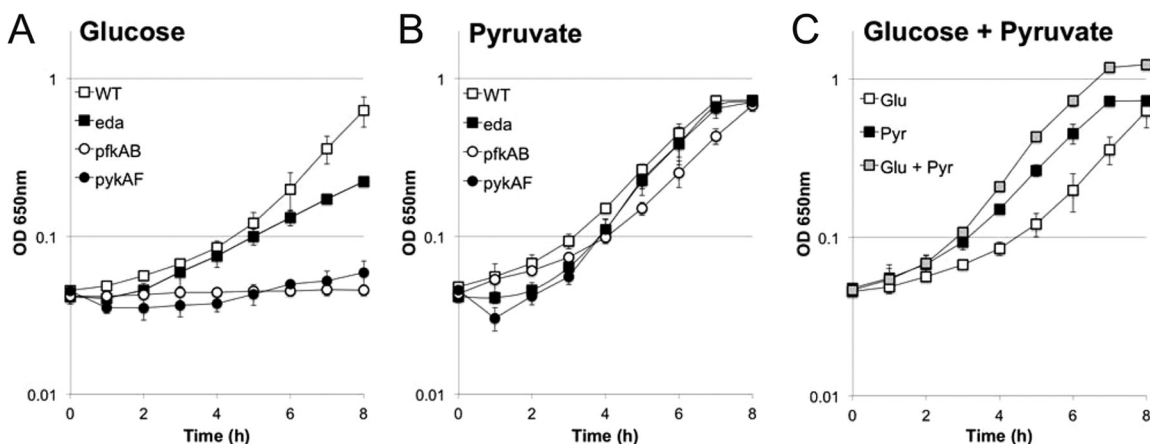 A Glucose
OD 650nm
1
0.1
0.01
WT
eda
pfkAB
pykAF
0 2 4 6 8
Time (h)
B Pyruvate
OD 650nm
1
0.1
0.01
WT
eda
pfkAB
pykAF
0 2 4 6 8
Time (h)
C Glucose + Pyruvate
OD 650nm
1
0.1
0.01
Glu
Pyr
Glu + Pyr
0 2 4 6 8
Time (h)